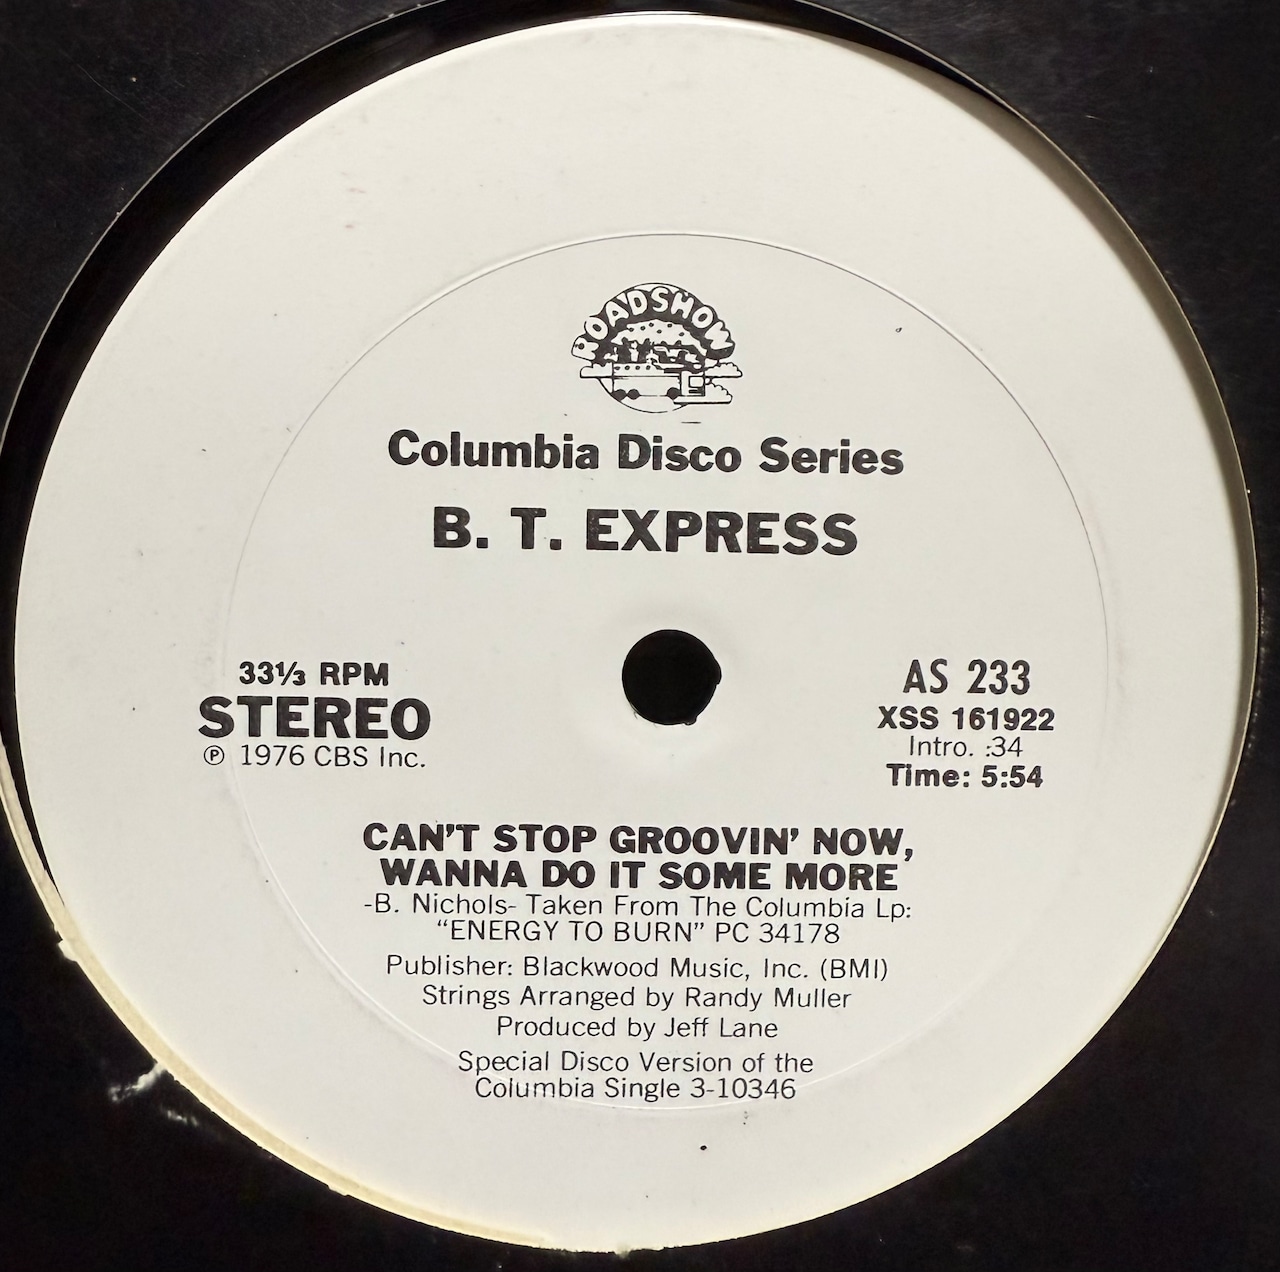 ROADSHOW
Columbia Disco Series
B. T. EXPRESS
33⅓ RPM
STEREO
℗ 1976 CBS Inc.
AS 233
XSS 161922
Intro. :34
Time: 5:54
CAN'T STOP GROOVIN' NOW,
WANNA DO IT SOME MORE
-B. Nichols- Taken From The Columbia Lp:
“ENERGY TO BURN” PC 34178
Publisher: Blackwood Music, Inc. (BMI)
Strings Arranged by Randy Muller
Produced by Jeff Lane
Special Disco Version of the
Columbia Single 3-10346